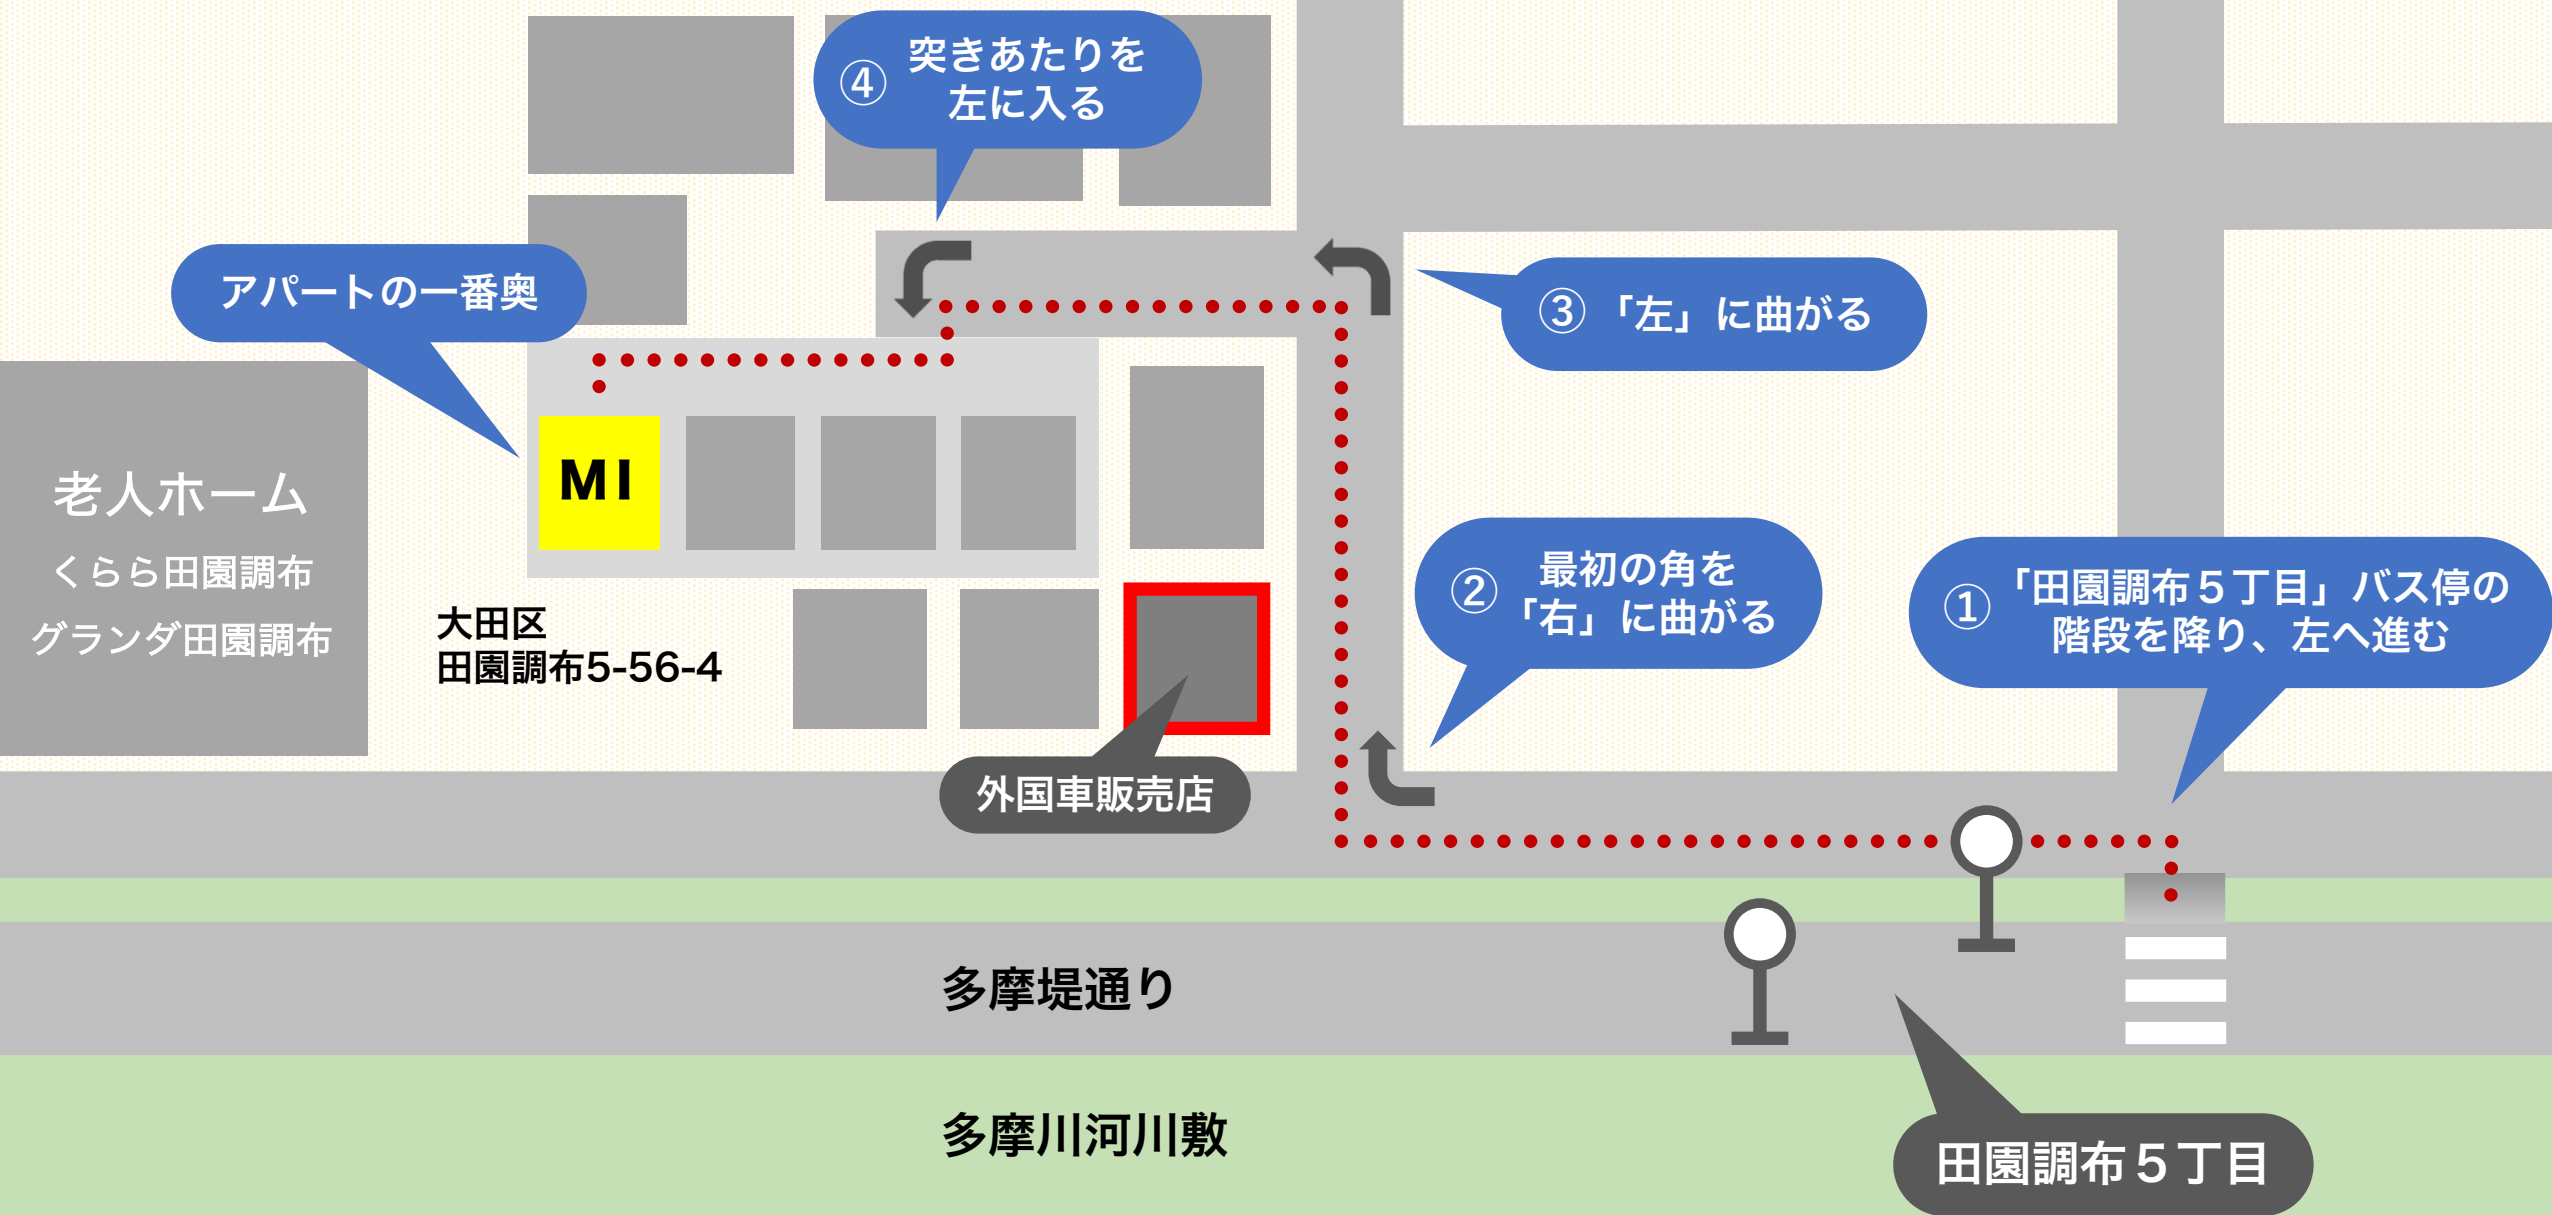 ④
突きあたりを
左に入る
アパートの一番奥
③
「左」に曲がる
老人ホーム
くらら田園調布
グランダ田園調布
MI
大田区
田園調布5-56-4
②
最初の角を
「右」に曲がる
①
「田園調布５丁目」バス停の
階段を降り、左へ進む
外国車販売店
多摩堤通り
多摩川河川敷
田園調布５丁目